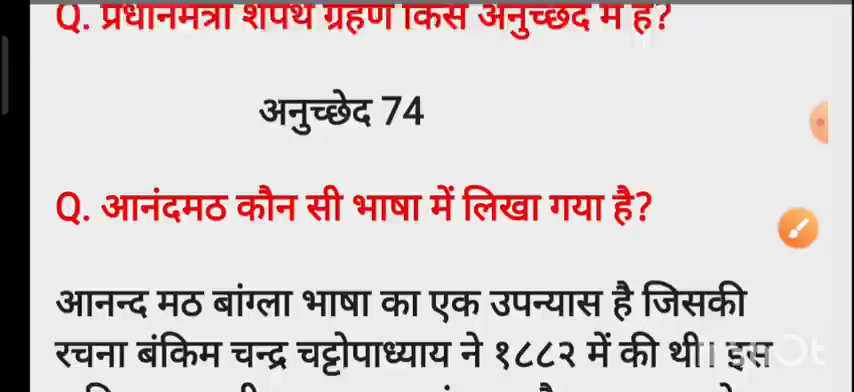 Q. प्रधानमंत्री शपथ ग्रहण किस अनुच्छेद में है?
अनुच्छेद 74
Q. आनंदमठ कौन सी भाषा में लिखा गया है?
आनन्द मठ बांग्ला भाषा का एक उपन्यास है जिसकी
रचना बंकिम चन्द्र चट्टोपाध्याय ने १८८२ में की थी। इस